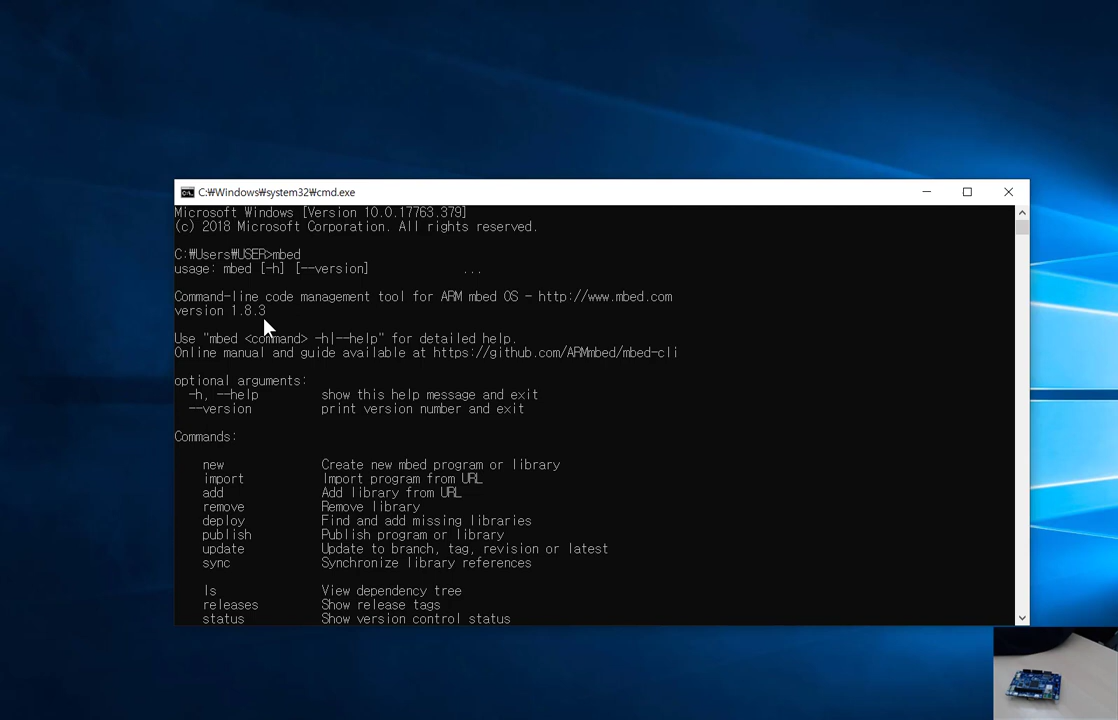 C:₩Windows₩system32₩cmd.exe
Microsoft Windows [Version 10.0.17763.379]
(c) 2018 Microsoft Corporation. All rights reserved.
C:₩Users₩USER>mbed
usage: mbed [-h] [--version]             ...
Command-line code management tool for ARM mbed OS - http://www.mbed.com
version 1.8.3
Use "mbed <command> -h|--help" for detailed help.
Online manual and guide available at https://github.com/ARMmbed/mbed-cli
optional arguments:
-h, --help         show this help message and exit
--version          print version number and exit
Commands:
new              Create new mbed program or library
import           Import program from URL
add              Add library from URL
remove           Remove library
deploy           Find and add missing libraries
publish          Publish program or library
update           Update to branch, tag, revision or latest
sync             Synchronize library references
ls               View dependency tree
releases         Show release tags
status           Show version control status